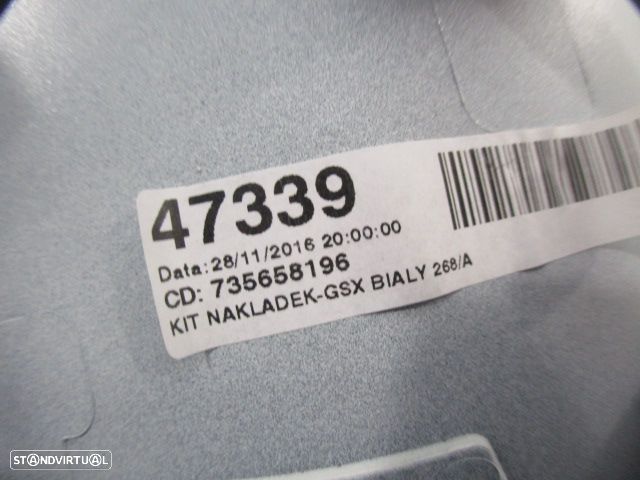 47339
Data:28/11/2016 20:00:00
CD: 735658196
KIT NAKLADEK-GSX BIALY 268/A
STANDVIRTUAL